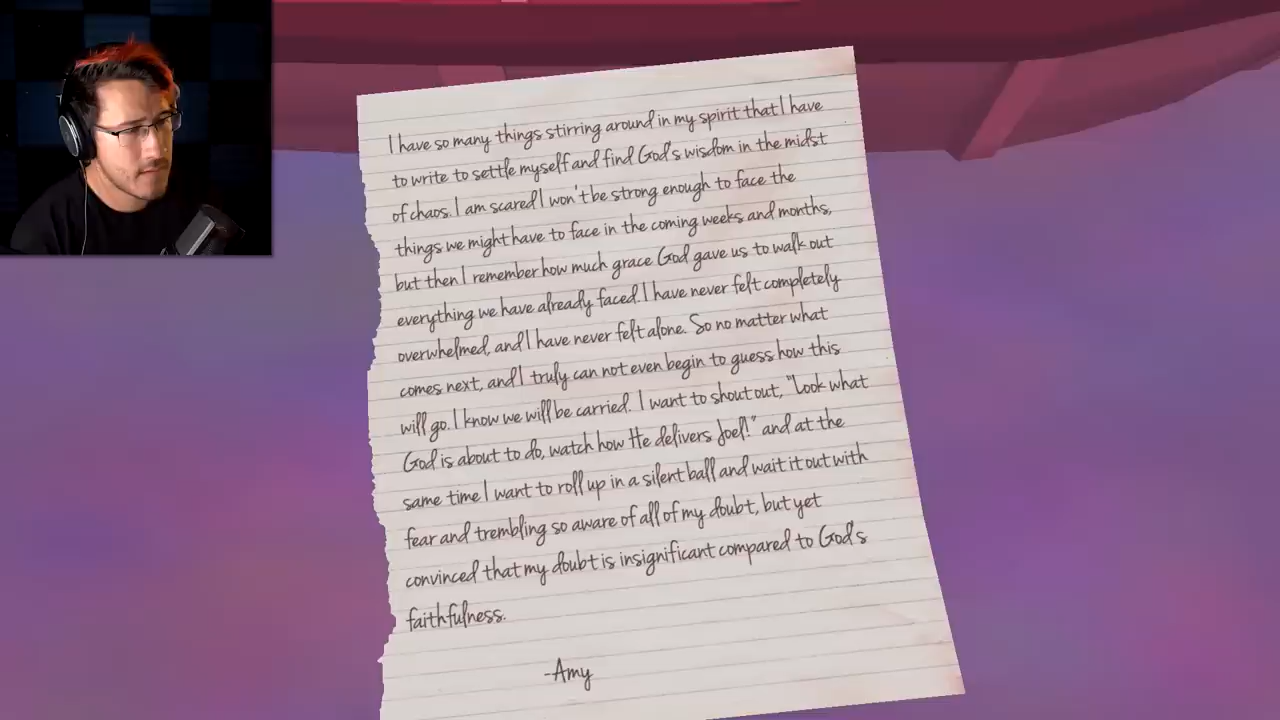 I have so many things stirring around in my spirit that I have
to write to settle myself and find God's wisdom in the midst
of chaos. I am scared I won't be strong enough to face the
things we might have to face in the coming weeks and months,
but then I remember how much grace God gave us to walk out
everything we have already faced. I have never felt completely
overwhelmed, and I have never felt alone. So no matter what
comes next, and I truly can not even begin to guess how this
will go. I know we will be carried. I want to shout out, "Look what
God is about to do, watch how He delivers Joel!" and at the
same time I want to roll up in a silent ball and wait it out with
fear and trembling so aware of all of my doubt, but yet
convinced that my doubt is insignificant compared to God's
faithfulness.
-Amy